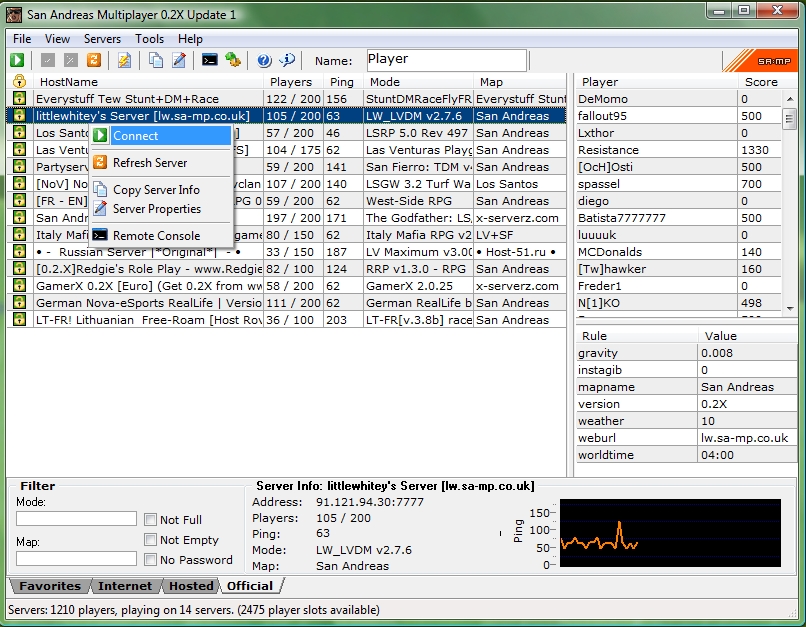 San Andreas Multiplayer 0.2X Update 1
File View Servers Tools Help
Name: Player
SA:MP
HostName Players Ping Mode Map
Everystuff Tew Stunt+DM+Race 122 / 200 156 StuntDMRaceFlyFR Everystuff Stunt
littlewhitey's Server [lw.sa-mp.co.uk] 105 / 200 63 LW_LVDM v2.7.6 San Andreas
Los Sant 57 / 200 46 LSRP 5.0 Rev 497 San Andreas
Las Ventu S] 104 / 175 62 Las Venturas Playg San Andreas
Partyserv 59 / 200 141 San Fierro: TDM v4 San Andreas
[NoV] No yclan 107 / 200 140 LSGW 3.2 Turf Wa Los Santos
[FR - EN] PG 0 59 / 200 62 West-Side RPG San Andreas
San Andr 197 / 200 171 The Godfather: LS/ x-serverz.com
Italy Mafia RPG [italy-mafia-rpg 80 / 150 62 Italy Mafia RPG v2 LV+SF
• - Russian Server |*Original*| - • 33 / 150 187 LV Maximum v3.00 • Host-51.ru •
[0.2.X]Redgie's Role Play - www.Redgie 82 / 100 124 RRP v1.3.0 - RPG San Andreas
GamerX 0.2X [Euro] (Get 0.2X from ww 58 / 200 62 GamerX 2.0.25 x-serverz.com
German Nova-eSports RealLife | Version 111 / 200 62 German RealLife b San Andreas
LT-FR! Lithuanian Free-Roam [Host Rov 36 / 100 203 LT-FR[v.3.8b] race San Andreas
Connect
Refresh Server
Copy Server Info
Server Properties
Remote Console
Player Score
DeMomo 0
fallout95 500
Lxthor 0
Resistance 1330
[OcH]Osti 500
spassel 700
diego 0
Batista7777777 500
luuuuk 0
MCDonalds 140
[Tw]hawker 160
Freder1 0
N[1]KO 498
Rule Value
gravity 0.008
instagib 0
mapname San Andreas
version 0.2X
weather 10
weburl lw.sa-mp.co.uk
worldtime 04:00
Filter
Mode:
Map:
Not Full
Not Empty
No Password
Server Info: littlewhitey's Server [lw.sa-mp.co.uk]
Address: 91.121.94.30:7777
Players: 105 / 200
Ping: 63
Mode: LW_LVDM v2.7.6
Map: San Andreas
Ping
150
100
50
0
Favorites Internet Hosted Official
Servers: 1210 players, playing on 14 servers. (2475 player slots available)